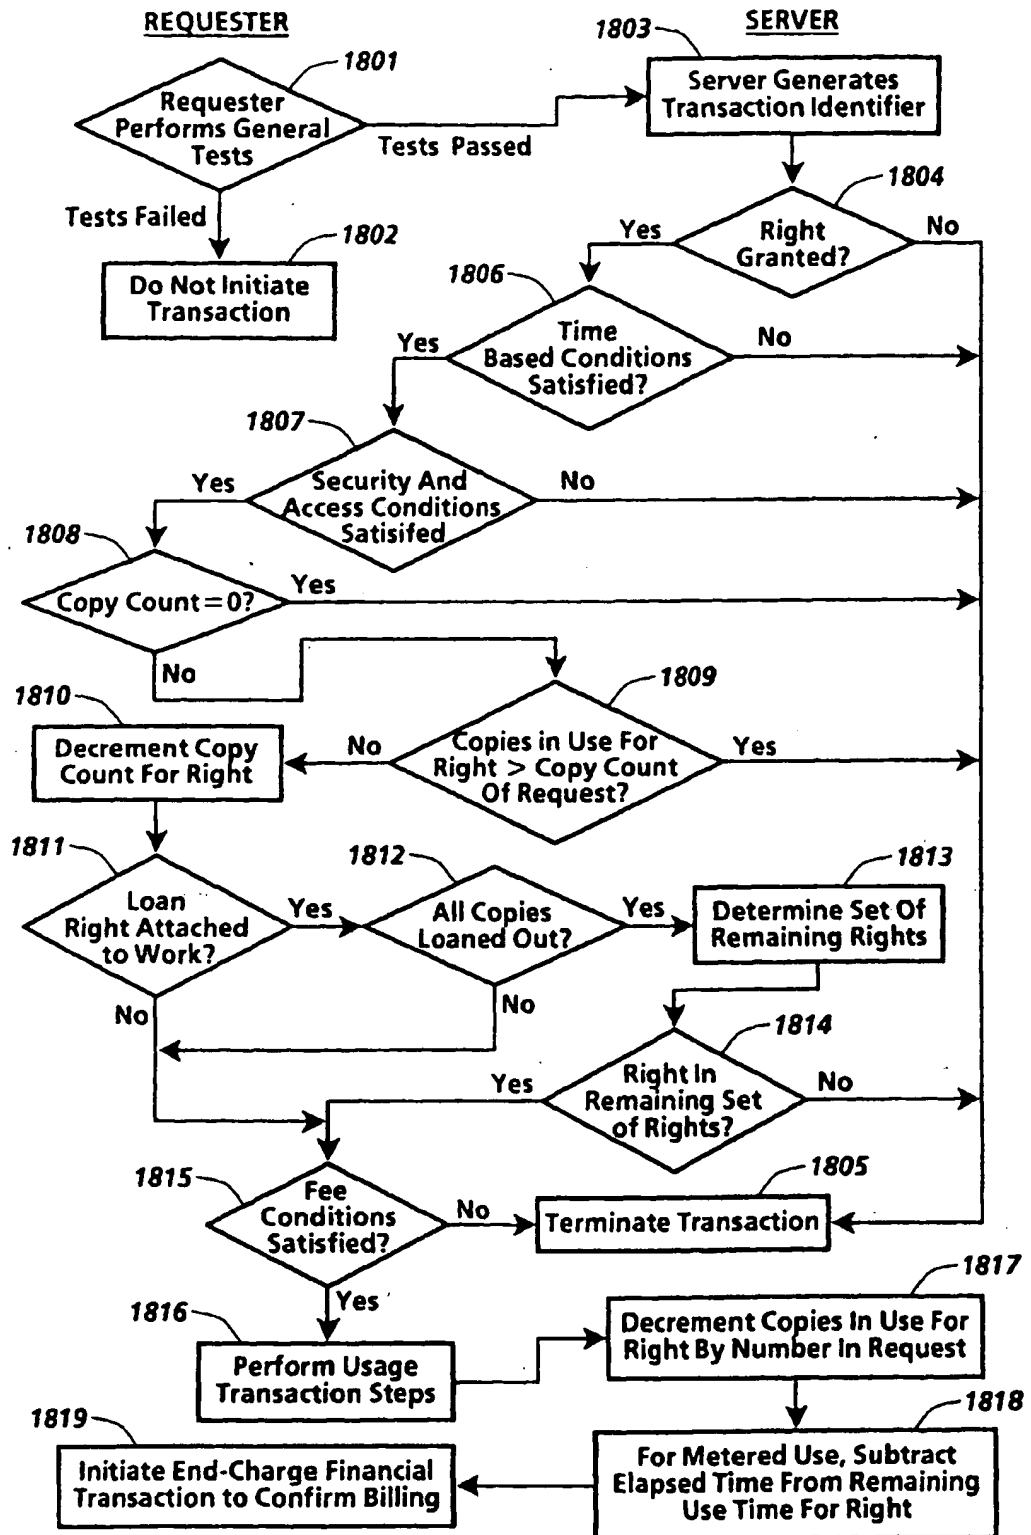 REQUESTER
SERVER
1801
1803
Requester
Performs General
Tests
Server Generates
Transaction Identifier
Tests Passed
Tests Failed
1802
Do Not Initiate
Transaction
1804
Right
Granted?
Yes
No
1806
Time
Based Conditions
Satisfied?
Yes
No
1807
Security And
Access Conditions
Satisifed
Yes
No
1808
Copy Count=0?
Yes
No
1809
Copies in Use For
Right > Copy Count
Of Request?
No
Yes
1810
Decrement Copy
Count For Right
1811
Loan
Right Attached
to Work?
Yes
No
1812
All Copies
Loaned Out?
Yes
No
1813
Determine Set Of
Remaining Rights
1814
Right In
Remaining Set
of Rights?
Yes
No
1815
Fee
Conditions
Satisfied?
No
Yes
1805
Terminate Transaction
1816
Perform Usage
Transaction Steps
1817
Decrement Copies In Use For
Right By Number In Request
1818
For Metered Use, Subtract
Elapsed Time From Remaining
Use Time For Right
1819
Initiate End-Charge Financial
Transaction to Confirm Billing